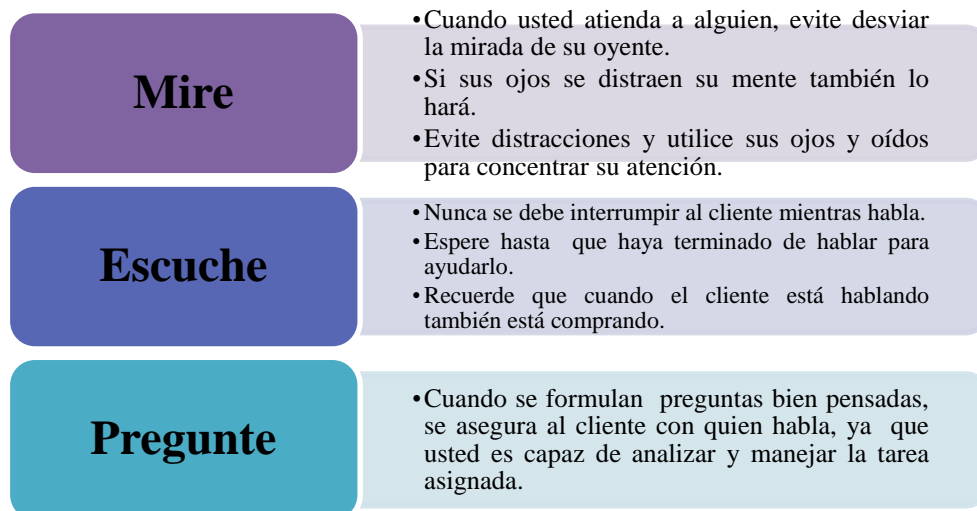 Mire
•Cuando usted atienda a alguien, evite desviar
la mirada de su oyente.
•Si sus ojos se distraen su mente también lo
hará.
•Evite distracciones y utilice sus ojos y oídos
para concentrar su atención.
Escuche
•Nunca se debe interrumpir al cliente mientras habla.
•Espere hasta que haya terminado de hablar para
ayudarlo.
•Recuerde que cuando el cliente está hablando
también está comprando.
Pregunte
•Cuando se formulan preguntas bien pensadas,
se asegura al cliente con quien habla, ya que
usted es capaz de analizar y manejar la tarea
asignada.